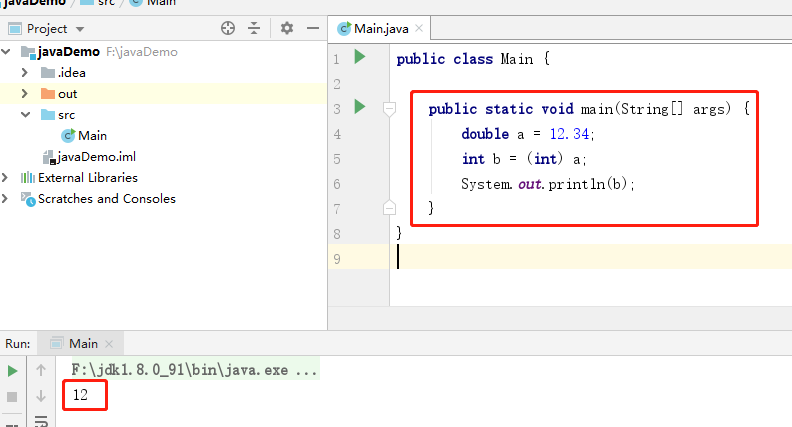 javaDemo src Main
Project
Main.java
javaDemo F:\javaDemo
.idea
out
src
Main
javaDemo.iml
External Libraries
Scratches and Consoles
1 public class Main {
2
3 public static void main(String[] args) {
4 double a = 12.34;
5 int b = (int) a;
6 System.out.println(b);
7 }
8 }
9
Run: Main
F:\jdk1.8.0_91\bin\java.exe ...
12